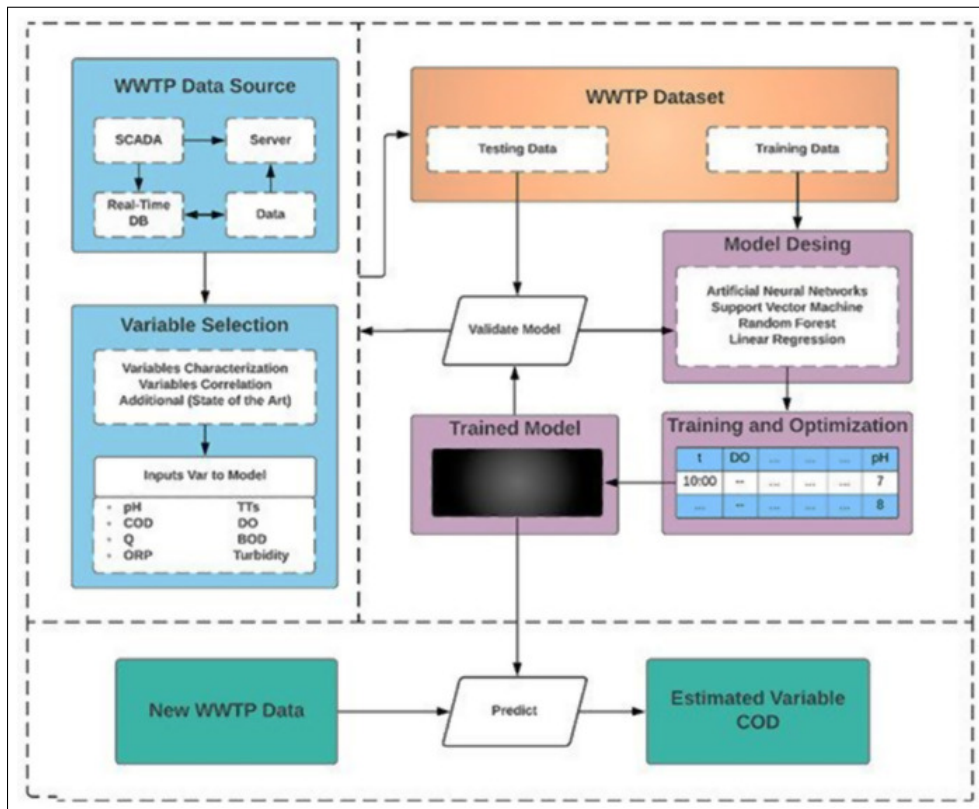 WWTP Data Source
SCADA
Server
Real-Time
DB
Data
Variable Selection
Variables Characterization
Variables Correlation
Additional (State of the Art)
Inputs Var to Model
• pH TTs
• COD DO
• Q BOD
• ORP Turbidity
WWTP Dataset
Testing Data
Training Data
Model Desing
Artificial Neural Networks
Support Vector Machine
Random Forest
Linear Regression
Validate Model
Trained Model
Training and Optimization
t DO ... ... ... pH
10:00 -- ... ... ... 7
... -- ... ... ... 8
New WWTP Data
Predict
Estimated Variable
COD